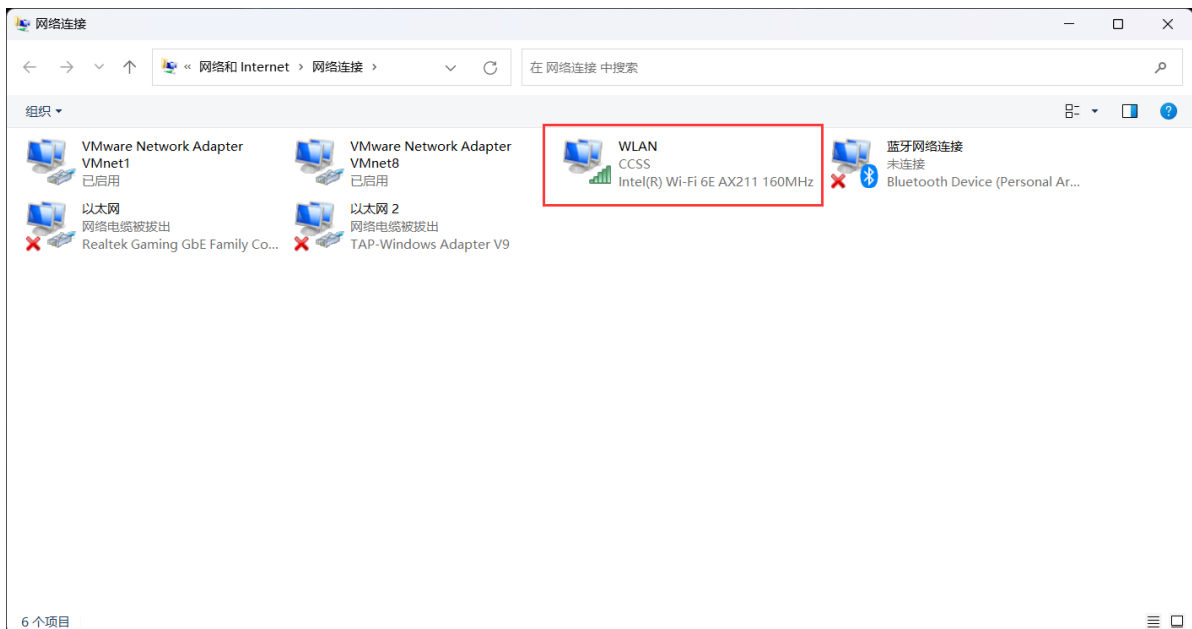 网络连接
« 网络和 Internet › 网络连接 ›
在 网络连接 中搜索
组织
VMware Network Adapter
VMnet1
已启用
VMware Network Adapter
VMnet8
已启用
WLAN
CCSS
Intel(R) Wi-Fi 6E AX211 160MHz
蓝牙网络连接
未连接
Bluetooth Device (Personal Ar...
以太网
网络电缆被拔出
Realtek Gaming GbE Family Co...
以太网 2
网络电缆被拔出
TAP-Windows Adapter V9
6 个项目